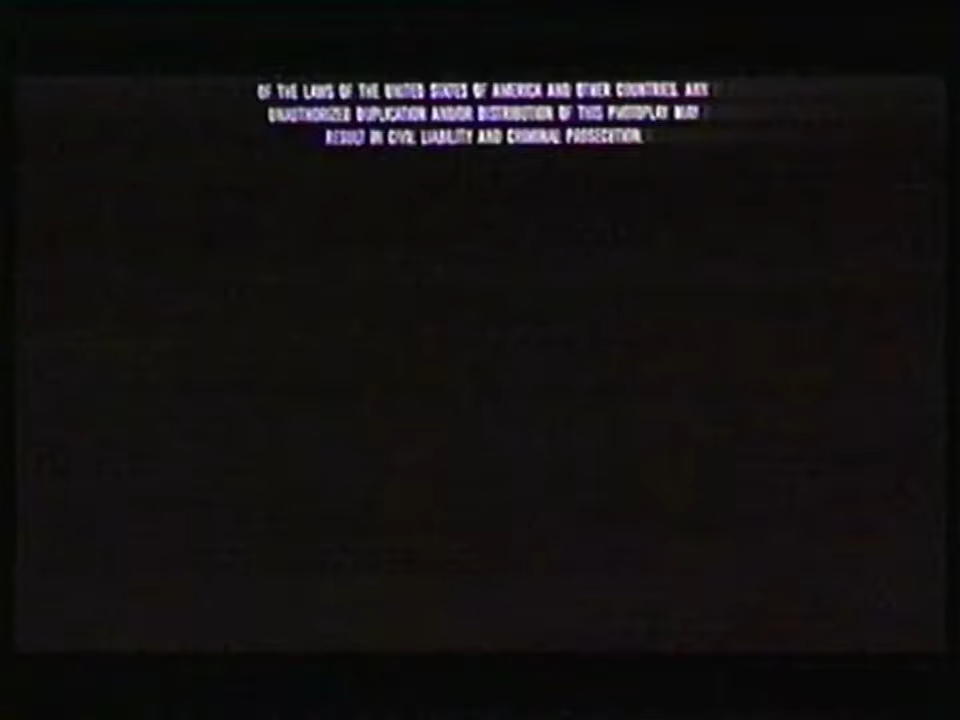 OF THE LAWS OF THE UNITED STATES OF AMERICA AND OTHER COUNTRIES. ANY
UNAUTHORIZED DUPLICATION AND/OR DISTRIBUTION OF THIS PHOTOPLAY MAY
RESULT IN CIVIL LIABILITY AND CRIMINAL PROSECUTION.